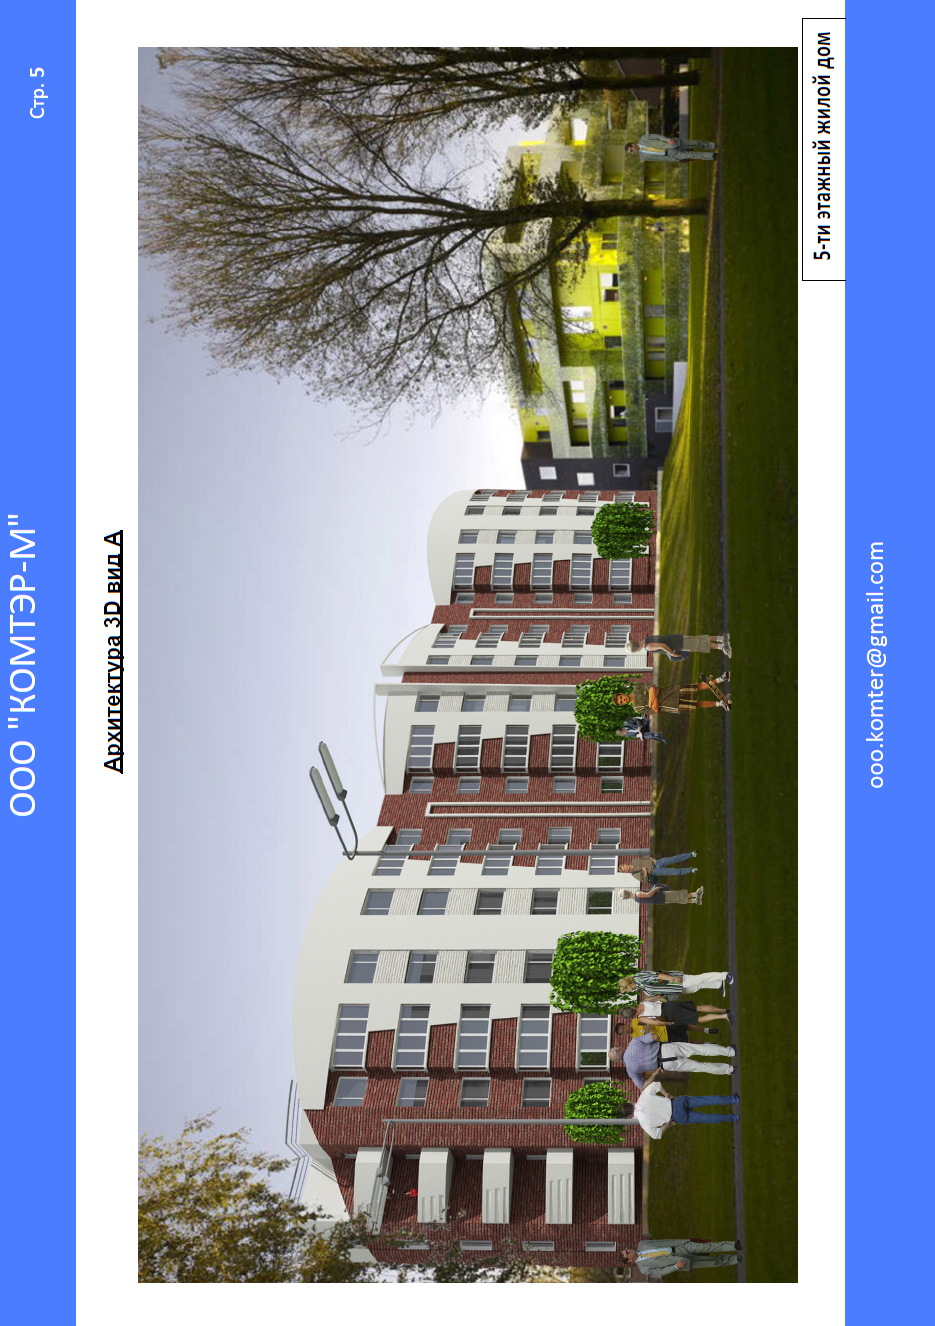 ООО "КОМТЭР-М"
Стр. 5
Архитектура 3D вид А
5-ти этажный жилой дом
ooo.komter@gmail.com